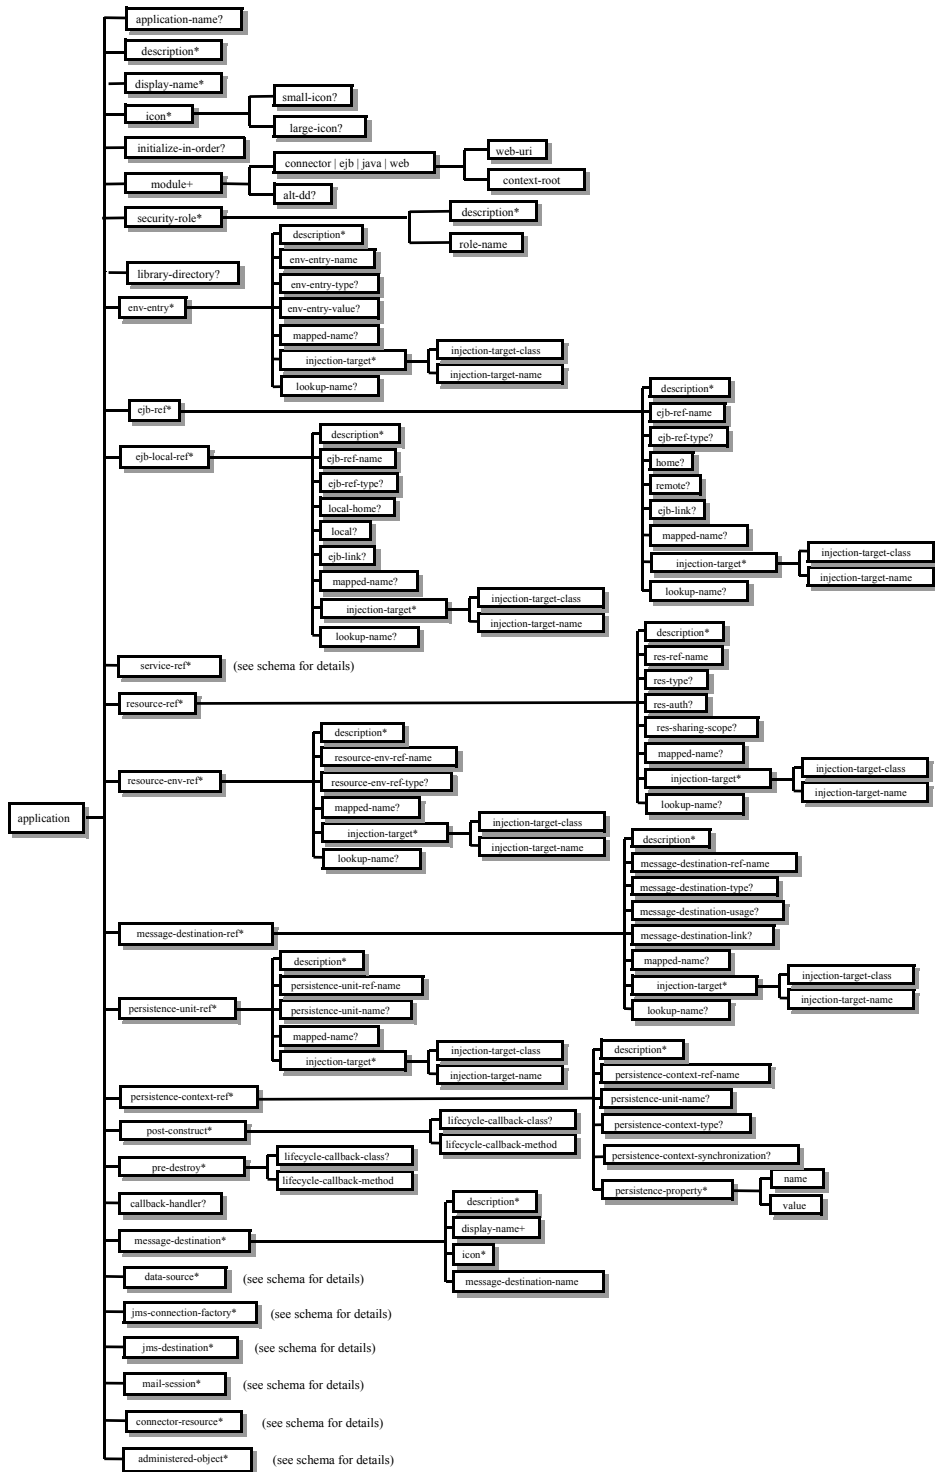 application-name?
description*
display-name*
icon*
small-icon?
large-icon?
initialize-in-order?
module+
connector | ejb | java | web
web-uri
context-root
alt-dd?
security-role*
description*
role-name
library-directory?
env-entry*
description*
env-entry-name
env-entry-type?
env-entry-value?
mapped-name?
injection-target*
injection-target-class
injection-target-name
lookup-name?
ejb-ref*
description*
ejb-ref-name
ejb-ref-type?
home?
remote?
ejb-link?
mapped-name?
injection-target*
injection-target-class
injection-target-name
lookup-name?
ejb-local-ref*
description*
ejb-ref-name
ejb-ref-type?
local-home?
local?
ejb-link?
mapped-name?
injection-target*
injection-target-class
injection-target-name
lookup-name?
service-ref* (see schema for details)
resource-ref*
description*
res-ref-name
res-type?
res-auth?
res-sharing-scope?
mapped-name?
injection-target*
injection-target-class
injection-target-name
lookup-name?
resource-env-ref*
description*
resource-env-ref-name
resource-env-ref-type?
mapped-name?
injection-target*
injection-target-class
injection-target-name
lookup-name?
application
message-destination-ref*
description*
message-destination-ref-name
message-destination-type?
message-destination-usage?
message-destination-link?
mapped-name?
injection-target*
injection-target-class
injection-target-name
lookup-name?
persistence-unit-ref*
description*
persistence-unit-ref-name
persistence-unit-name?
mapped-name?
injection-target*
injection-target-class
injection-target-name
persistence-context-ref*
description*
persistence-context-ref-name
persistence-unit-name?
persistence-context-type?
persistence-context-synchronization?
persistence-property*
name
value
post-construct*
lifecycle-callback-class?
lifecycle-callback-method
pre-destroy*
lifecycle-callback-class?
lifecycle-callback-method
callback-handler?
message-destination*
description*
display-name+
icon*
message-destination-name
data-source* (see schema for details)
jms-connection-factory* (see schema for details)
jms-destination* (see schema for details)
mail-session* (see schema for details)
connector-resource* (see schema for details)
administered-object* (see schema for details)